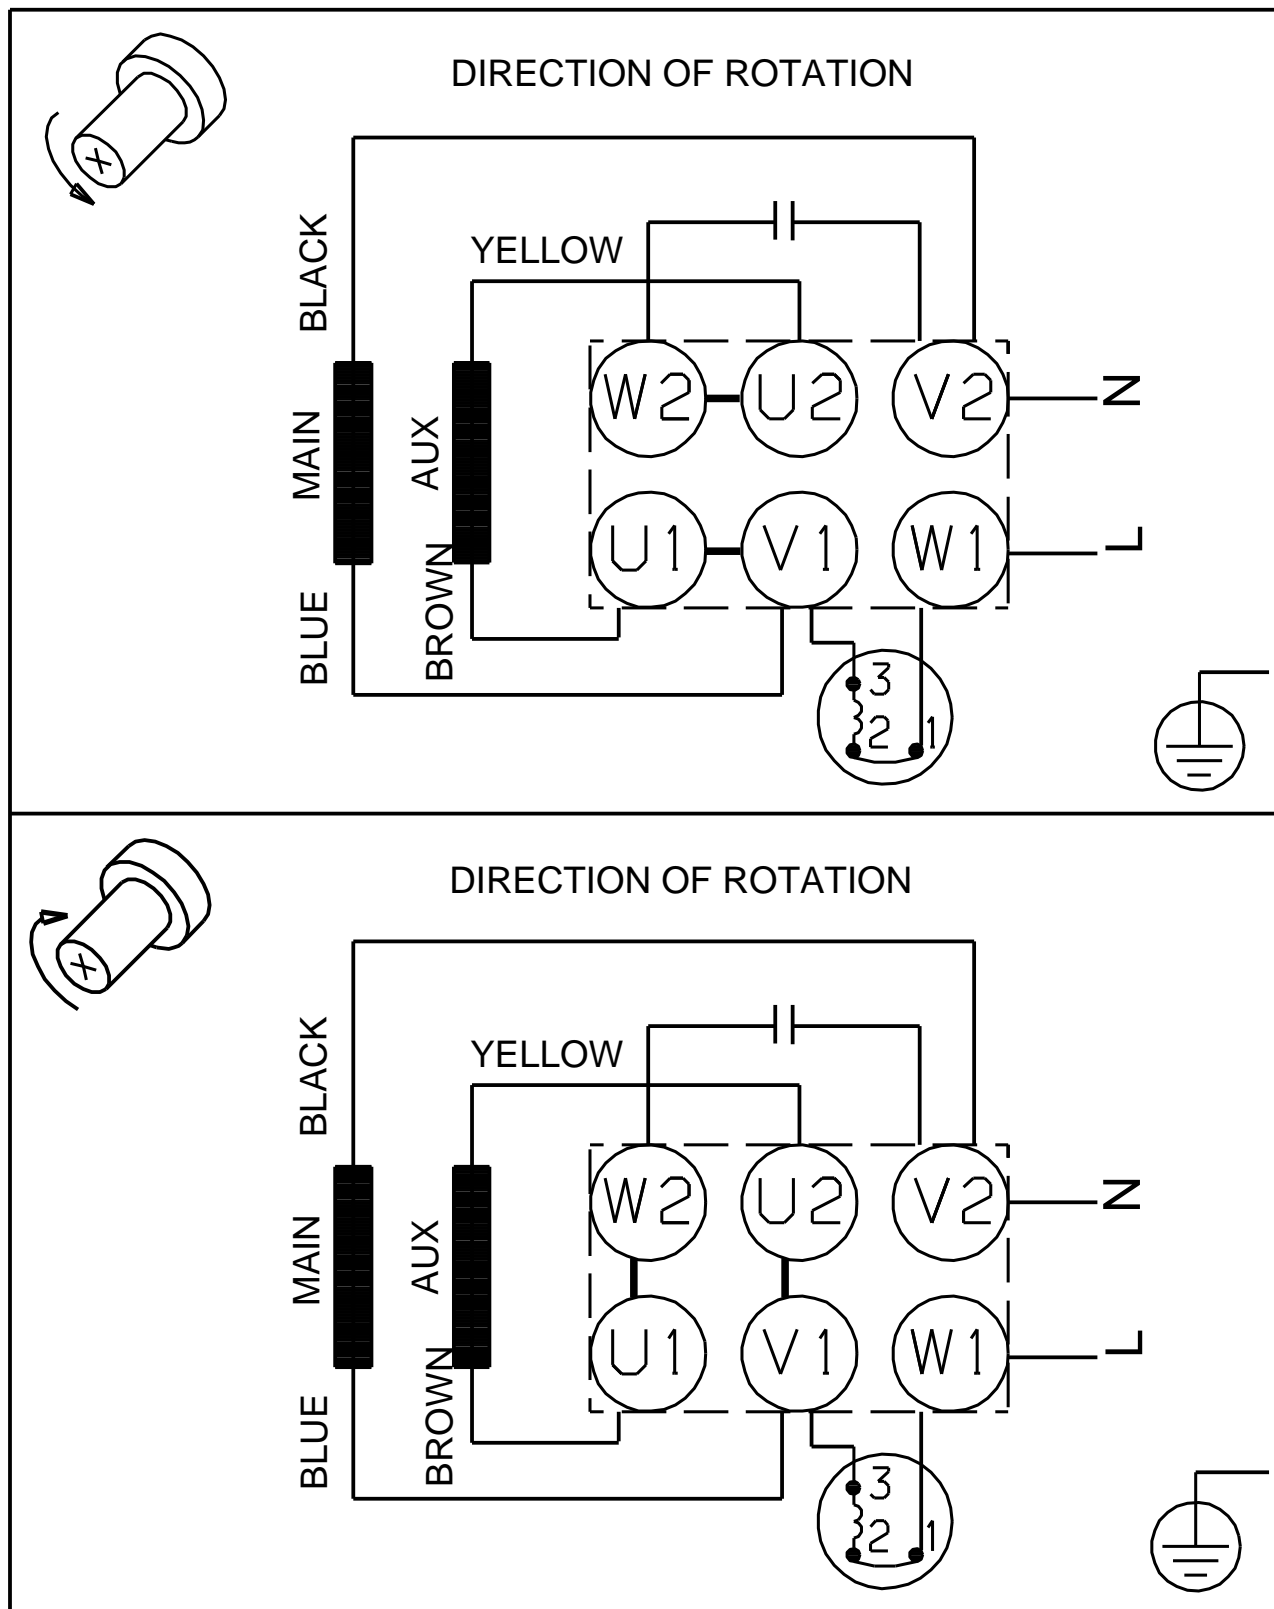 DIRECTION OF ROTATION
BLACK
YELLOW
MAIN
AUX
W2 U2 V2 N
U1 V1 W1 L
BLUE
BROWN
3
2 1
DIRECTION OF ROTATION
BLACK
YELLOW
MAIN
AUX
W2 U2 V2 N
U1 V1 W1 L
BLUE
BROWN
3
2 1